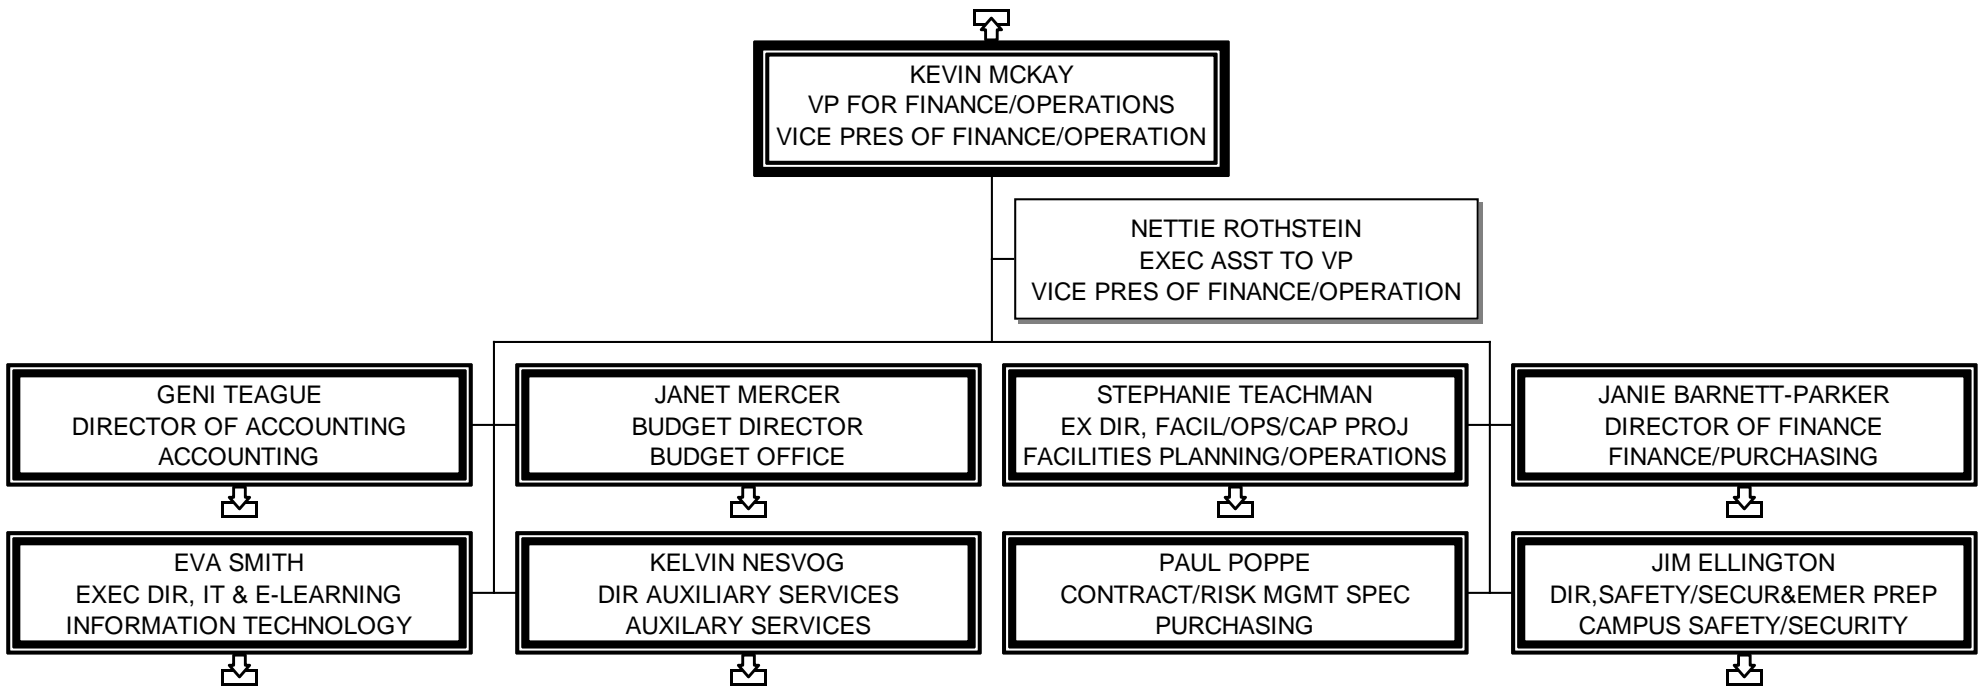 KEVIN MCKAY
VP FOR FINANCE/OPERATIONS
VICE PRES OF FINANCE/OPERATION
NETTIE ROTHSTEIN
EXEC ASST TO VP
VICE PRES OF FINANCE/OPERATION
GENI TEAGUE
DIRECTOR OF ACCOUNTING
ACCOUNTING
JANET MERCER
BUDGET DIRECTOR
BUDGET OFFICE
STEPHANIE TEACHMAN
EX DIR, FACIL/OPS/CAP PROJ
FACILITIES PLANNING/OPERATIONS
JANIE BARNETT-PARKER
DIRECTOR OF FINANCE
FINANCE/PURCHASING
EVA SMITH
EXEC DIR, IT & E-LEARNING
INFORMATION TECHNOLOGY
KELVIN NESVOG
DIR AUXILIARY SERVICES
AUXILARY SERVICES
PAUL POPPE
CONTRACT/RISK MGMT SPEC
PURCHASING
JIM ELLINGTON
DIR,SAFETY/SECUR&EMER PREP
CAMPUS SAFETY/SECURITY